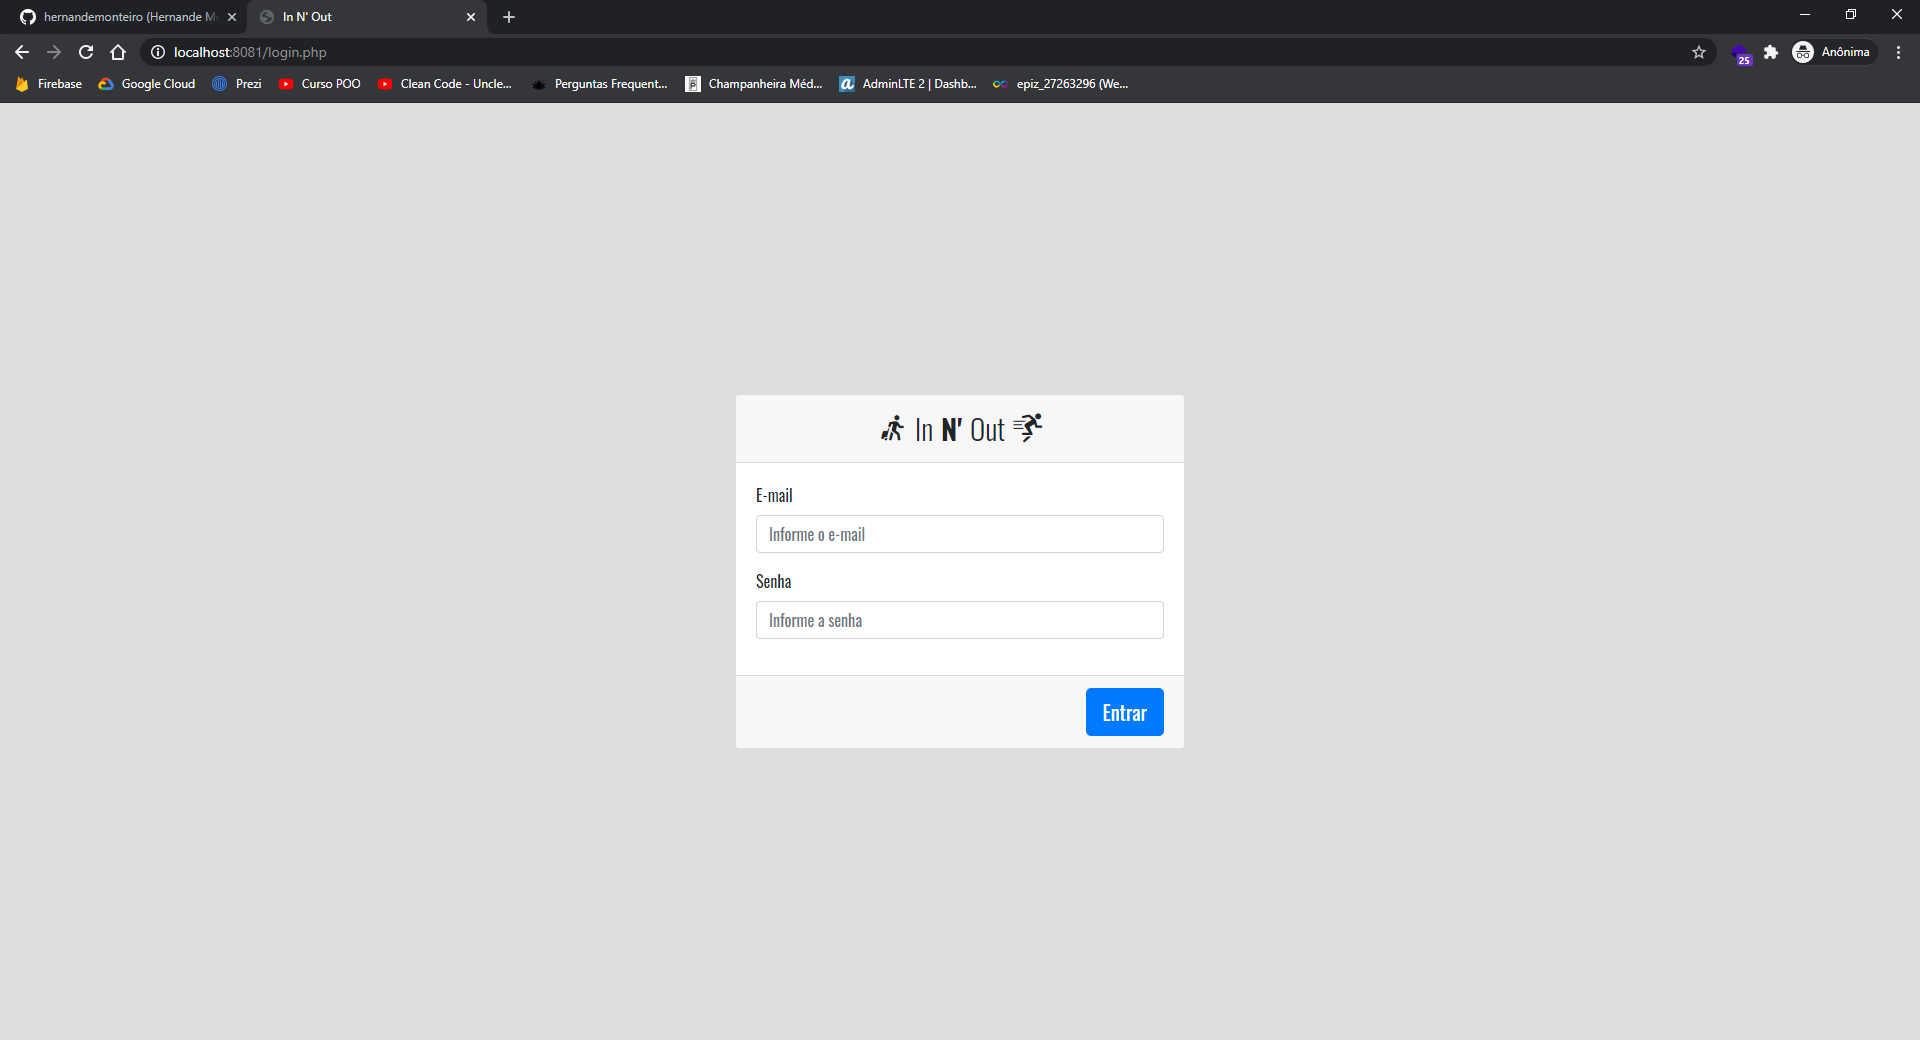 hernandemonteiro (Hernande M
In N' Out
localhost:8081/login.php
25
Anônima
Firebase
Google Cloud
Prezi
Curso POO
Clean Code - Uncle...
Perguntas Frequent...
Champanheira Méd...
AdminLTE 2 | Dashb...
epiz_27263296 (We...
In N' Out
E-mail
Informe o e-mail
Senha
Informe a senha
Entrar